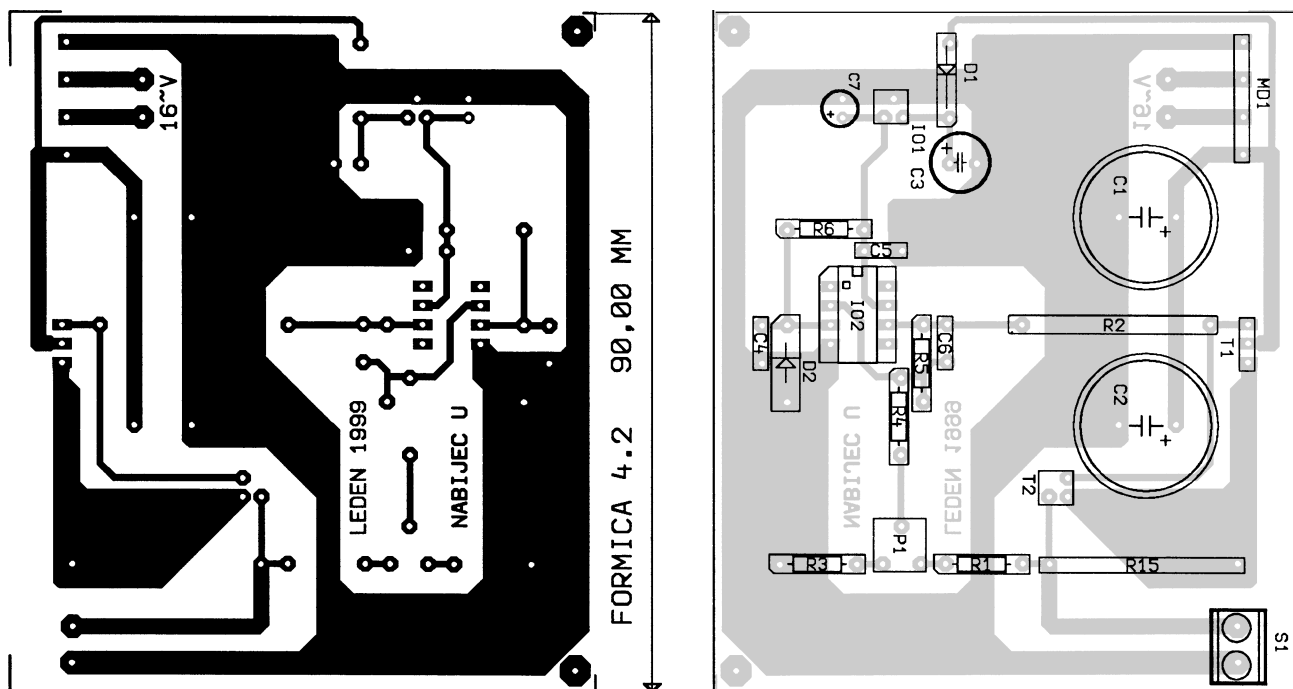 16~V
LEDEN 1999
NABIJEC U
FORMICA 4.2 90,00 MM
D1
C7
MD1
16~V
IO1
C3
C1
R6
C5
IO2
R2
C4
C6
T1
D2
R5
C2
R4
NABIJEC U
LEDEN 1999
T2
P1
R3
R1
R15
S1